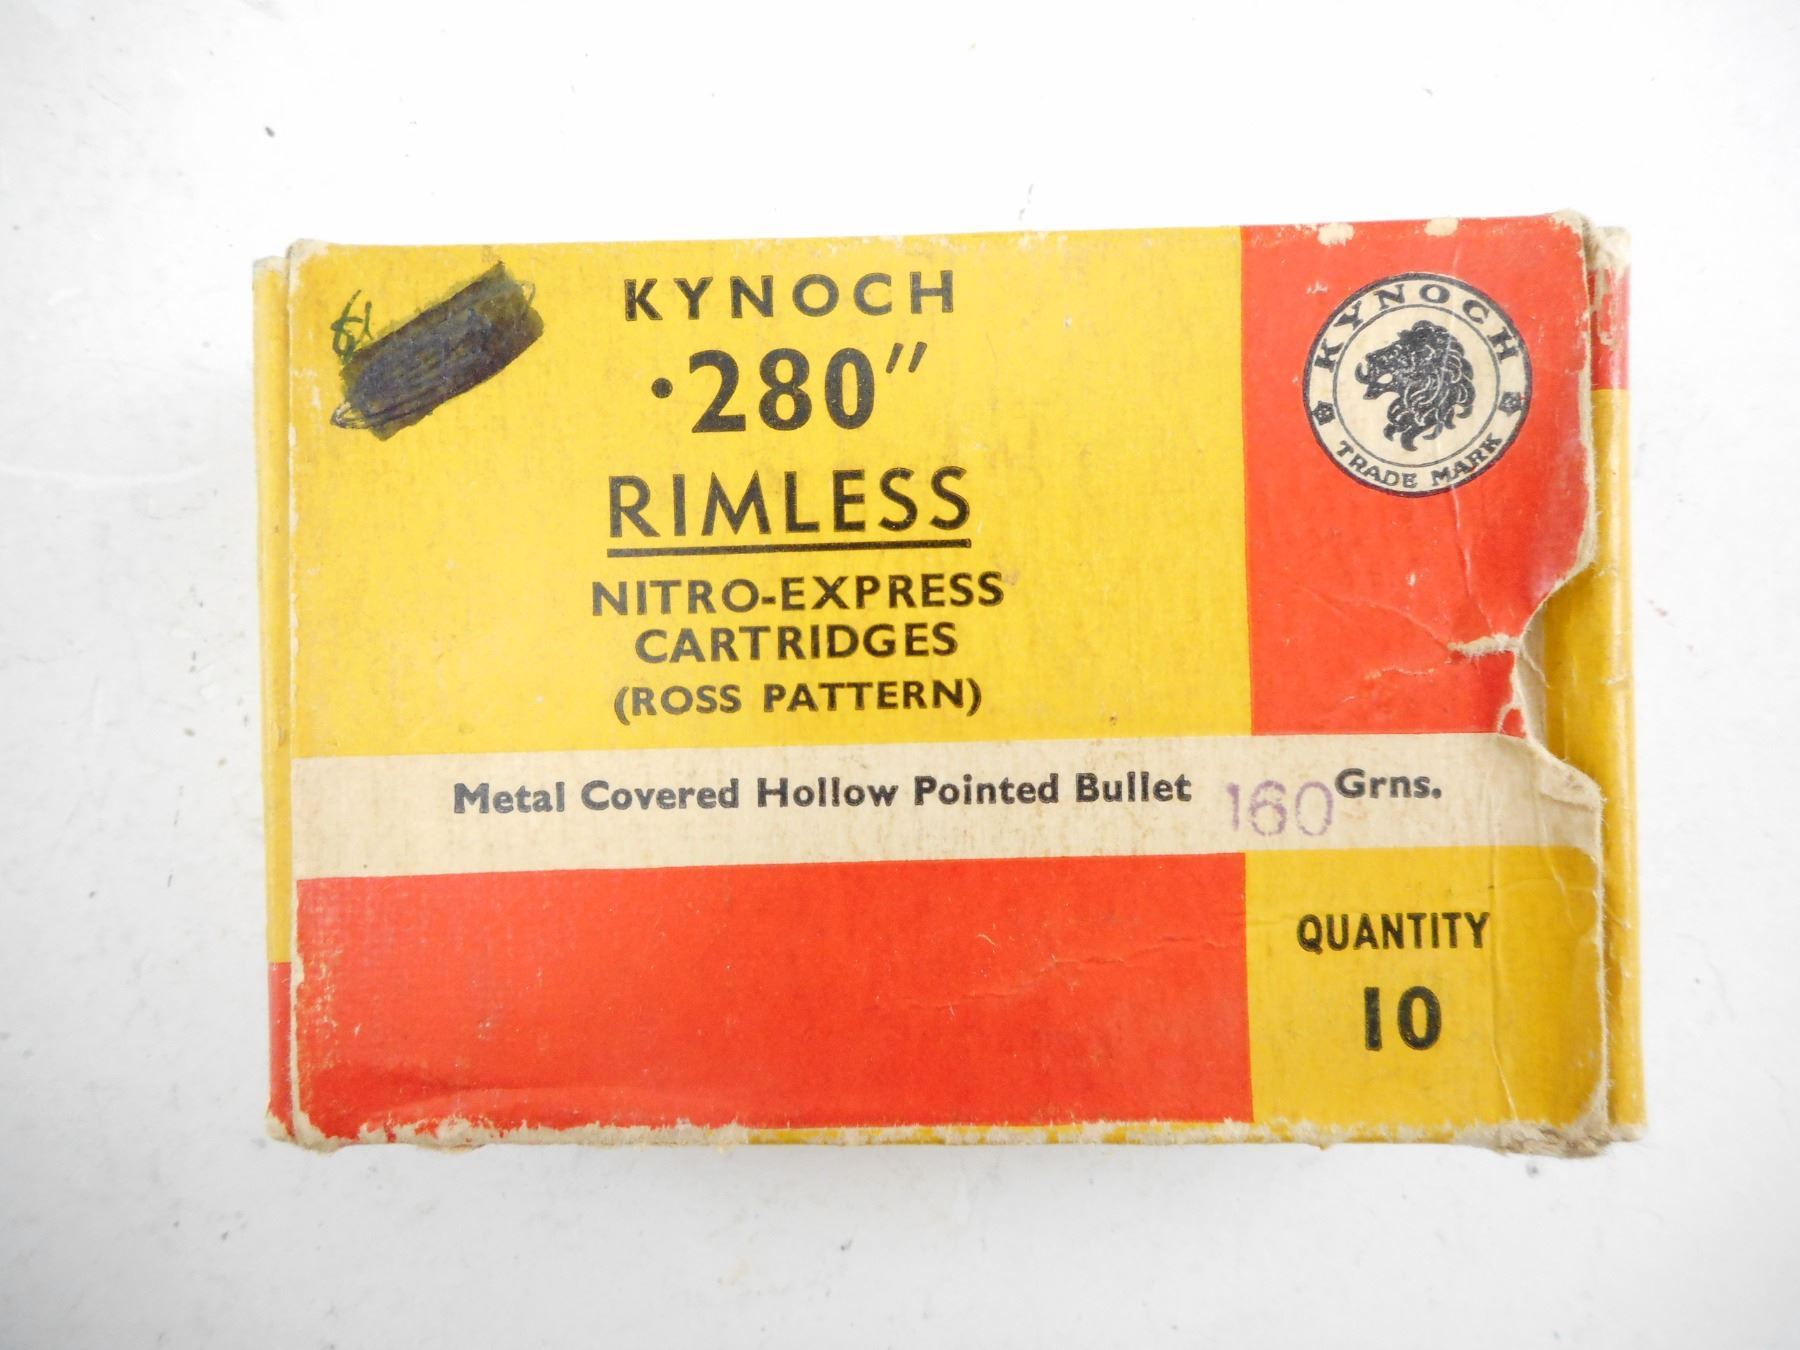 KYNOCH
·280″
RIMLESS
NITRO-EXPRESS
CARTRIDGES
(ROSS PATTERN)
KYNOCH
TRADE MARK
Metal Covered Hollow Pointed Bullet 160 Grns.
QUANTITY
10